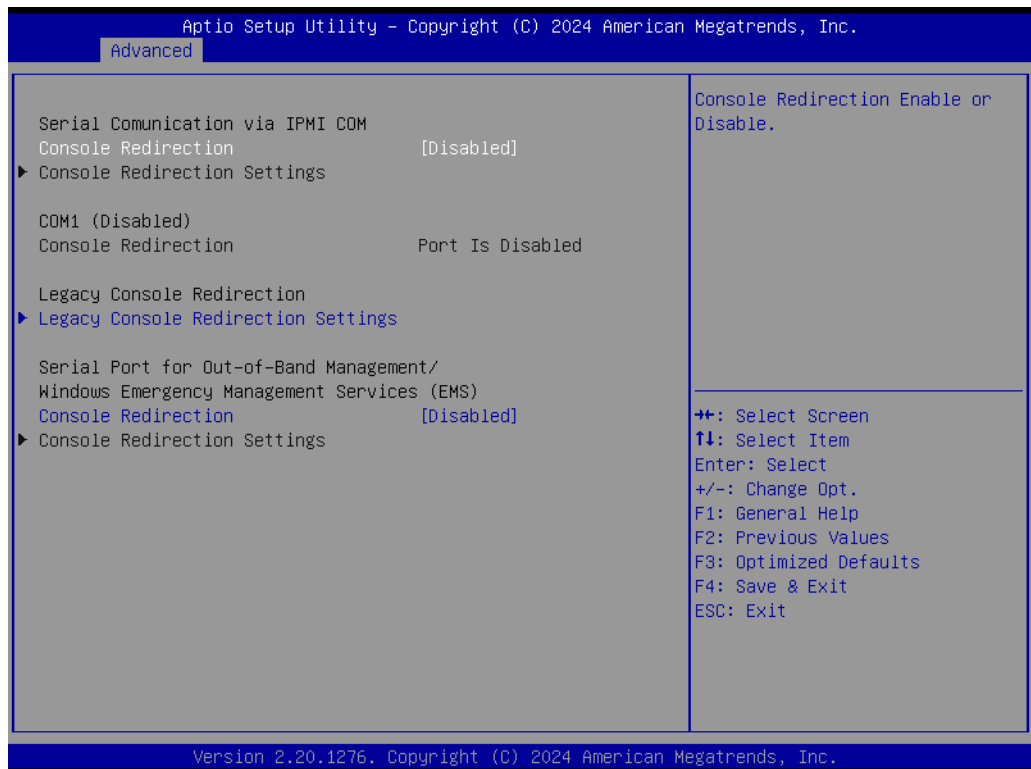 Aptio Setup Utility – Copyright (C) 2024 American Megatrends, Inc.
Advanced
Serial Comunication via IPMI COM
Console Redirection [Disabled]
▶ Console Redirection Settings
COM1 (Disabled)
Console Redirection Port Is Disabled
Legacy Console Redirection
▶ Legacy Console Redirection Settings
Serial Port for Out-of-Band Management/
Windows Emergency Management Services (EMS)
Console Redirection [Disabled]
▶ Console Redirection Settings
Console Redirection Enable or
Disable.
→←: Select Screen
↑↓: Select Item
Enter: Select
+/-: Change Opt.
F1: General Help
F2: Previous Values
F3: Optimized Defaults
F4: Save & Exit
ESC: Exit
Version 2.20.1276. Copyright (C) 2024 American Megatrends, Inc.